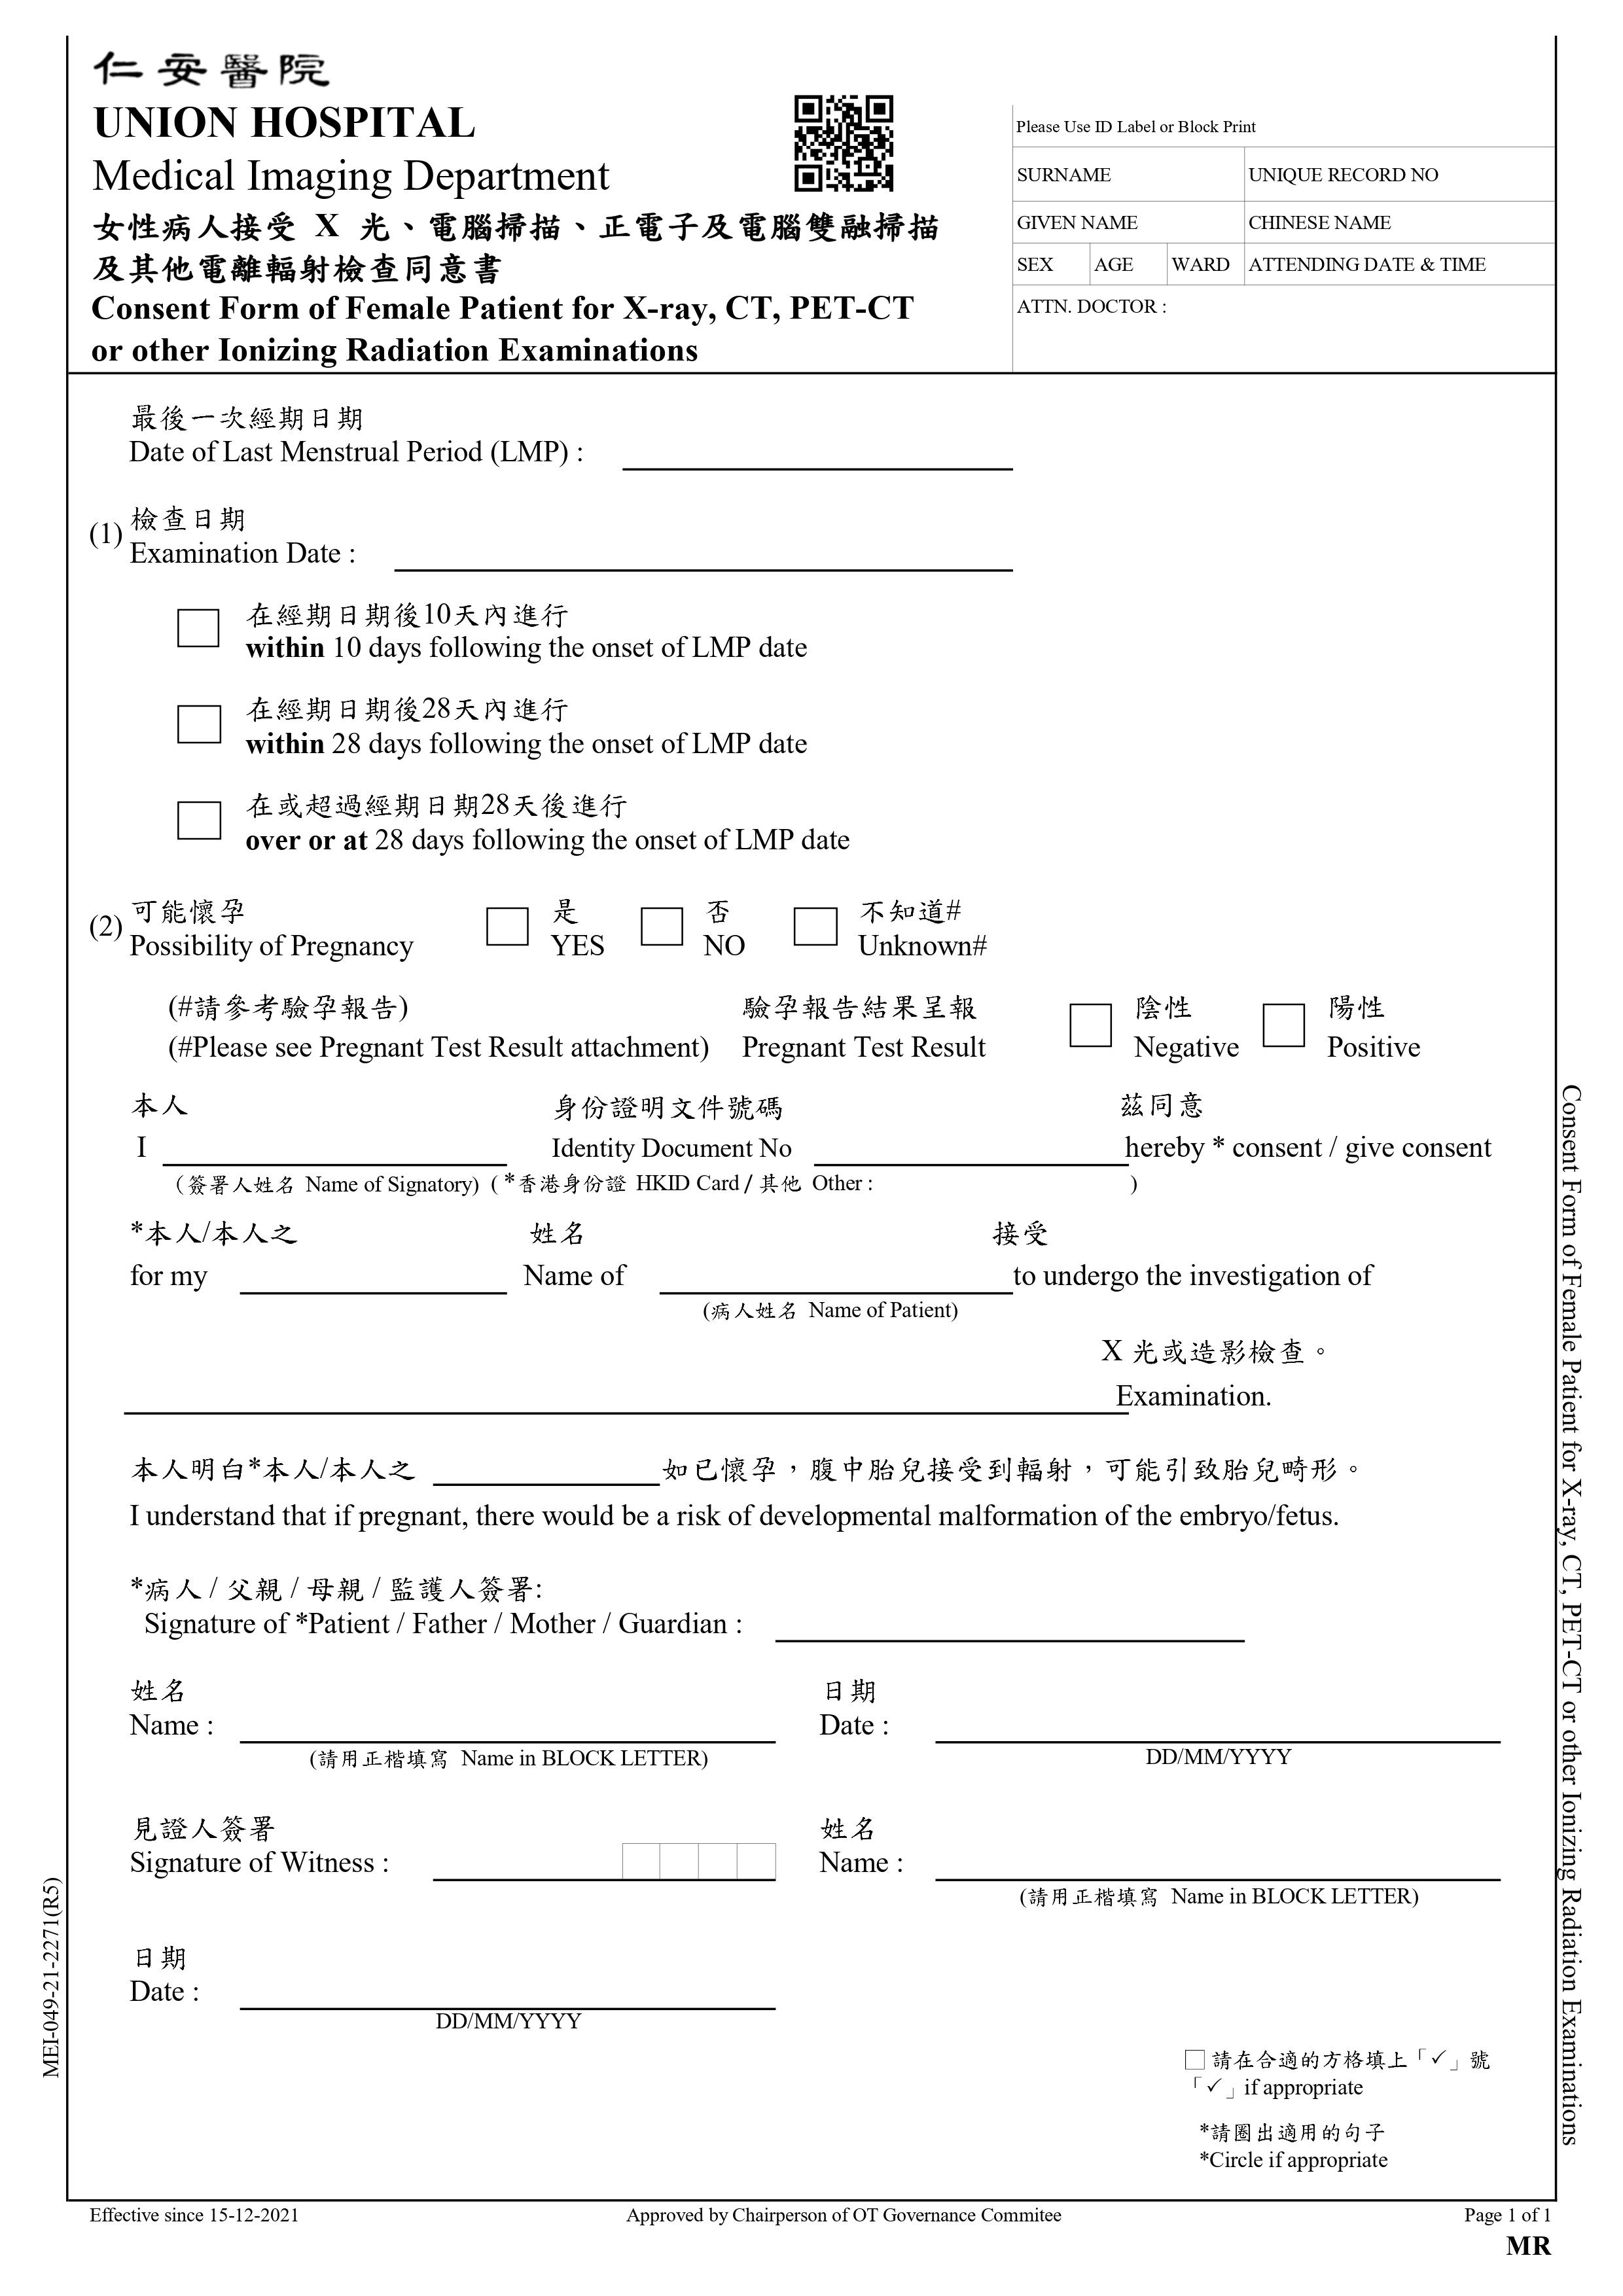 仁安醫院
UNION HOSPITAL
Medical Imaging Department
女性病人接受 X 光、電腦掃描、正電子及電腦雙融掃描
及其他電離輻射檢查同意書
Consent Form of Female Patient for X-ray, CT, PET-CT
or other Ionizing Radiation Examinations
Please Use ID Label or Block Print
SURNAME UNIQUE RECORD NO
GIVEN NAME CHINESE NAME
SEX AGE WARD ATTENDING DATE & TIME
ATTN. DOCTOR :
最後一次經期日期
Date of Last Menstrual Period (LMP) :
(1) 檢查日期
Examination Date :
在經期日期後10天內進行
within 10 days following the onset of LMP date
在經期日期後28天內進行
within 28 days following the onset of LMP date
在或超過經期日期28天後進行
over or at 28 days following the onset of LMP date
(2) 可能懷孕 是 否 不知道#
Possibility of Pregnancy YES NO Unknown#
(#請參考驗孕報告) 驗孕報告結果呈報 陰性 陽性
(#Please see Pregnant Test Result attachment) Pregnant Test Result Negative Positive
本人 身份證明文件號碼 茲同意
I Identity Document No hereby * consent / give consent
(簽署人姓名 Name of Signatory) ( *香港身份證 HKID Card / 其他 Other : )
*本人/本人之 姓名 接受
for my Name of to undergo the investigation of
(病人姓名 Name of Patient)
X 光或造影檢查。
Examination.
本人明白*本人/本人之 如已懷孕，腹中胎兒接受到輻射，可能引致胎兒畸形。
I understand that if pregnant, there would be a risk of developmental malformation of the embryo/fetus.
*病人 / 父親 / 母親 / 監護人簽署:
Signature of *Patient / Father / Mother / Guardian :
姓名 日期
Name : Date :
(請用正楷填寫 Name in BLOCK LETTER) DD/MM/YYYY
見證人簽署 姓名
Signature of Witness : Name :
(請用正楷填寫 Name in BLOCK LETTER)
日期
Date :
DD/MM/YYYY
請在合適的方格填上「✓」號
「✓」if appropriate
*請圈出適用的句子
*Circle if appropriate
MEI-049-21-2271(R5)
Consent Form of Female Patient for X-ray, CT, PET-CT or other Ionizing Radiation Examinations
Effective since 15-12-2021 Approved by Chairperson of OT Governance Commitee Page 1 of 1
MR